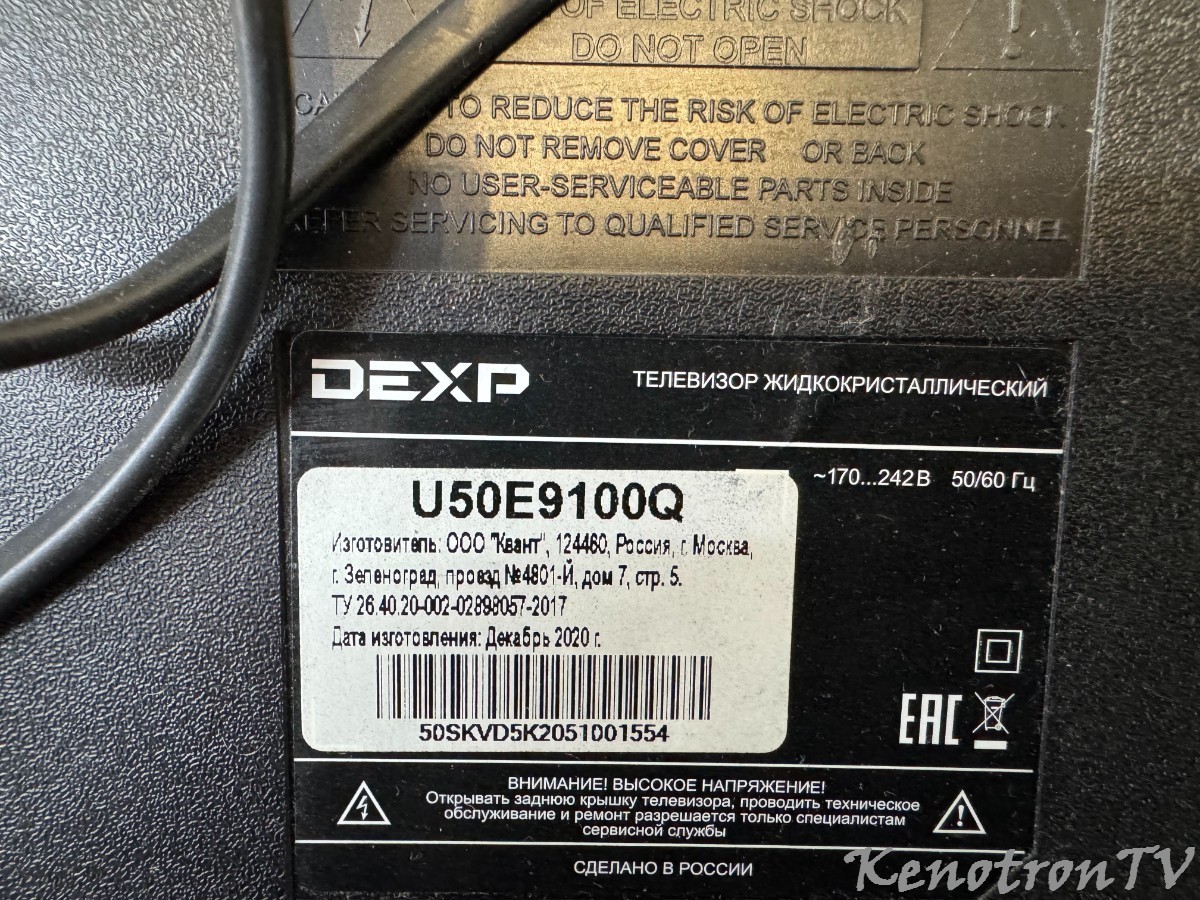 OF ELECTRIC SHOCK
DO NOT OPEN
TO REDUCE THE RISK OF ELECTRIC SHOCK
DO NOT REMOVE COVER OR BACK
NO USER-SERVICEABLE PARTS INSIDE
SERVICING TO QUALIFIED SERVICE PERSONNEL
DEXP
ТЕЛЕВИЗОР ЖИДКОКРИСТАЛЛИЧЕСКИЙ
~170...242 В 50/60 Гц
U50E9100Q
Изготовитель: ООО "Квант", 124460, Россия, г. Москва,
г. Зеленоград, проезд №4801-Й, дом 7, стр. 5.
ТУ 26.40.20-002-02898057-2017
Дата изготовления: Декабрь 2020 г.
50SKVD5K2051001554
EAC
ВНИМАНИЕ! ВЫСОКОЕ НАПРЯЖЕНИЕ!
Открывать заднюю крышку телевизора, проводить техническое
обслуживание и ремонт разрешается только специалистам
сервисной службы
СДЕЛАНО В РОССИИ
KenotronTV